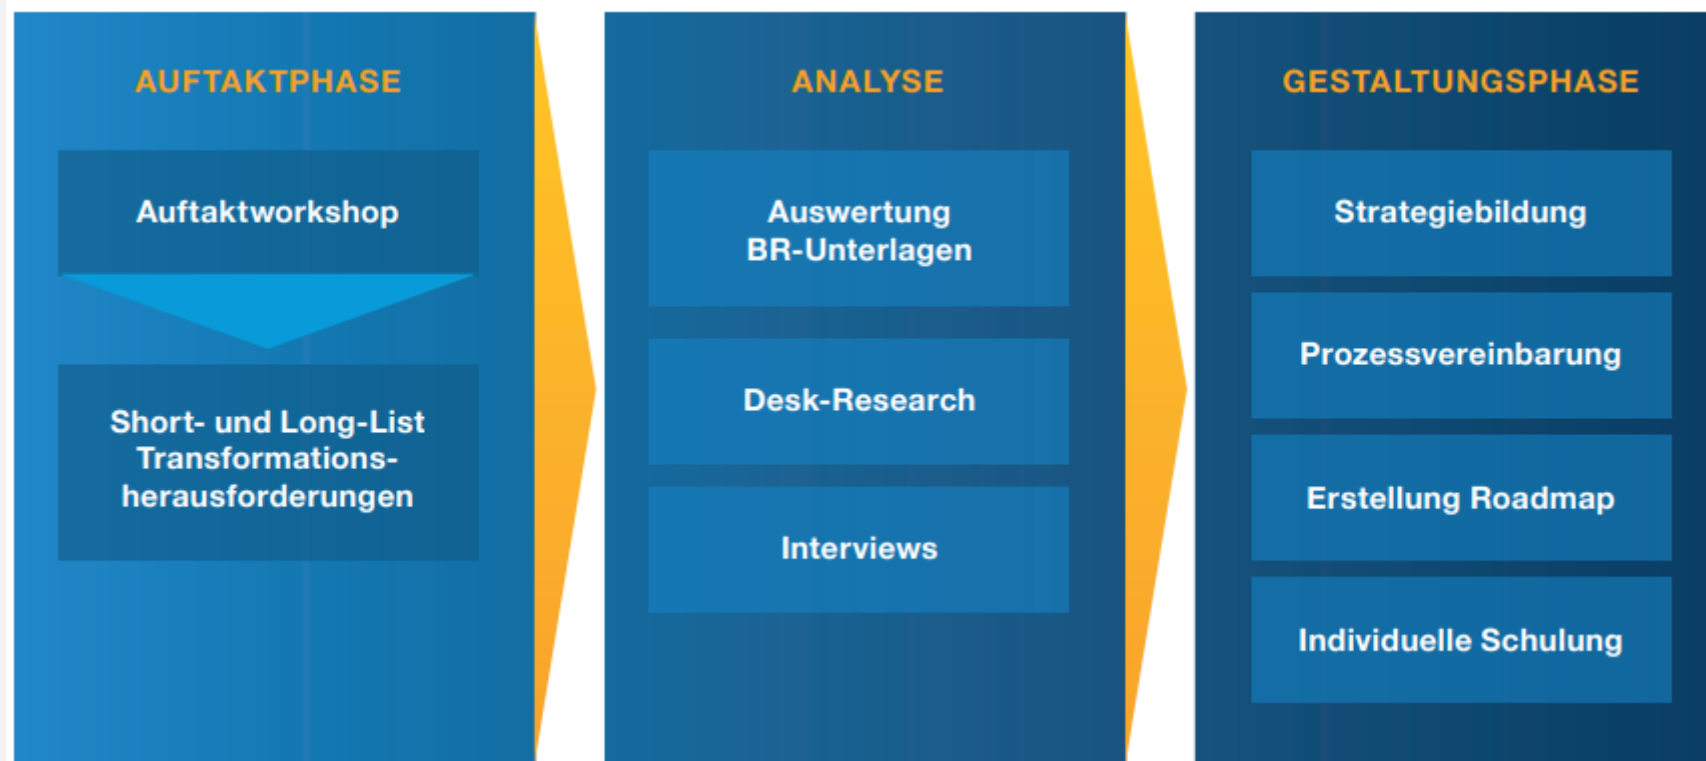 AUFTAKTPHASE
Auftaktworkshop
Short- und Long-List
Transformations-
herausforderungen
ANALYSE
Auswertung
BR-Unterlagen
Desk-Research
Interviews
GESTALTUNGSPHASE
Strategiebildung
Prozessvereinbarung
Erstellung Roadmap
Individuelle Schulung